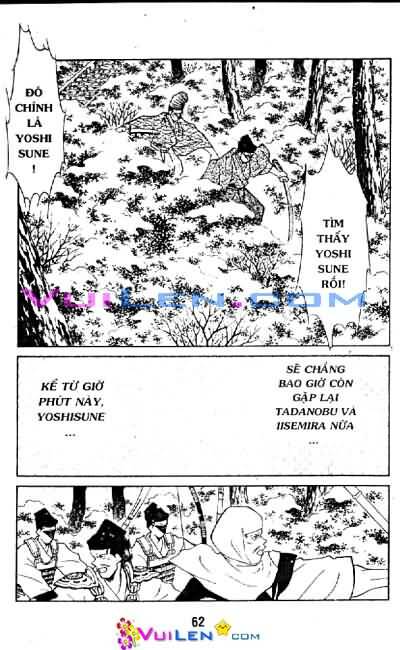 ĐÓ
CHÍNH
LÀ
YOSHI
SUNE
!
TÌM
THẤY
YOSHI
SUNE
RỒI!
VUILEN.COM
KỂ TỪ GIỜ
PHÚT NÀY,
YOSHISUNE
...
SẼ CHẲNG
BAO GIỜ CÒN
GẶP LẠI
TADANOBU VÀ
IISEMIRA NỮA
...
62
VUILEN.COM